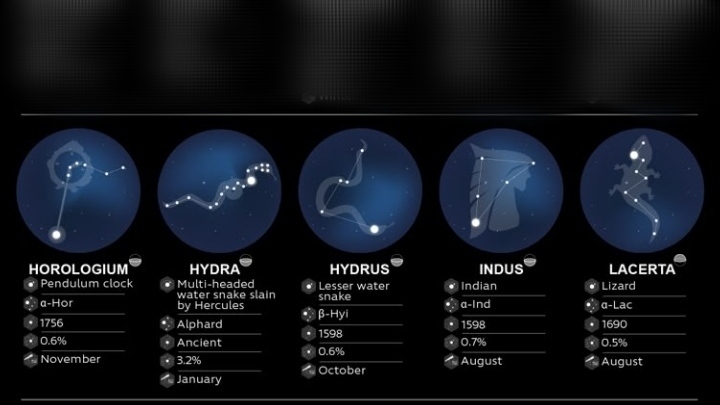 HOROLOGIUM
Pendulum clock
α-Hor
1756
0.6%
November
HYDRA
Multi-headed
water snake slain
by Hercules
Alphard
Ancient
3.2%
January
HYDRUS
Lesser water
snake
β-Hyi
1598
0.6%
October
INDUS
Indian
α-Ind
1598
0.7%
August
LACERTA
Lizard
α-Lac
1690
0.5%
August